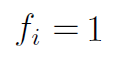 f_i = 1